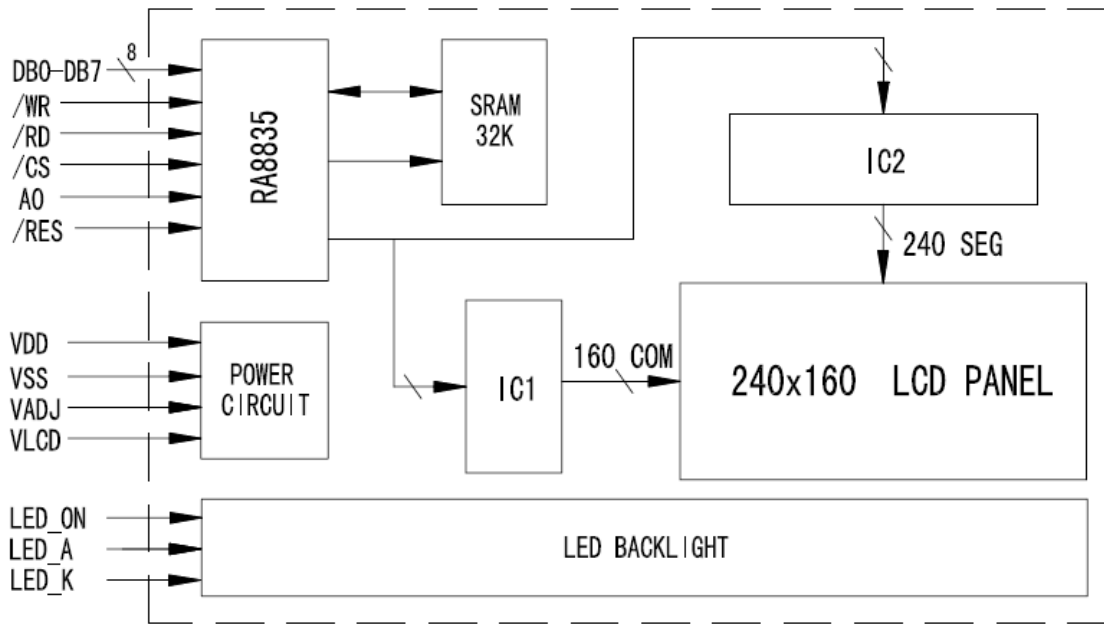 8
DB0-DB7
/WR
/RD
/CS
A0
/RES
RA8835
SRAM
32K
IC2
240 SEG
VDD
VSS
VADJ
VLCD
POWER
CIRCUIT
IC1
160 COM
240x160 LCD PANEL
LED_ON
LED_A
LED_K
LED BACKLIGHT